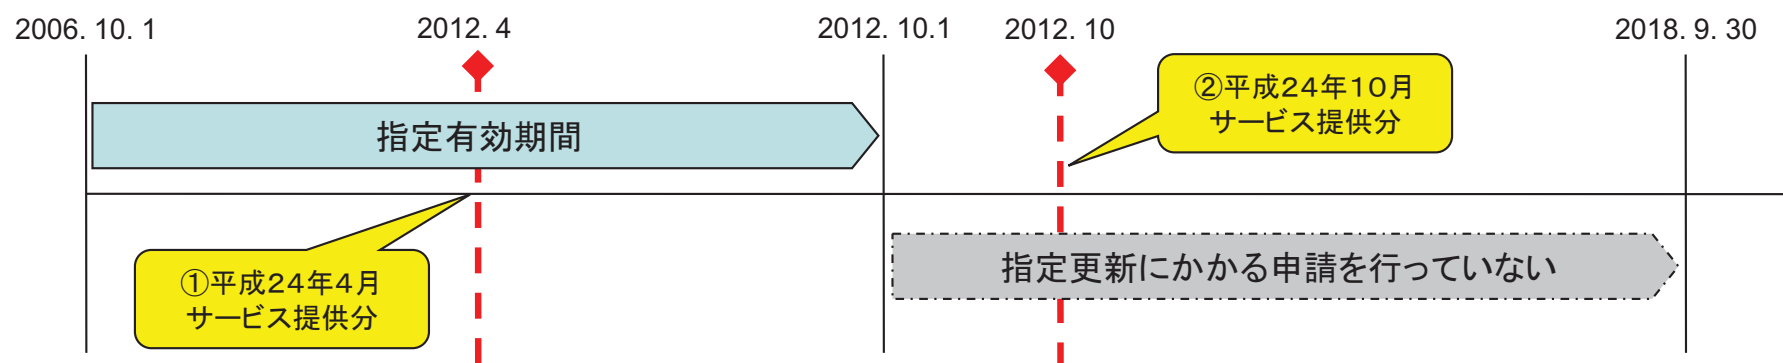 2006. 10. 1
2012. 4
2012. 10.1
2012. 10
2018. 9. 30
②平成24年10月
サービス提供分
指定有効期間
①平成24年4月
サービス提供分
指定更新にかかる申請を行っていない